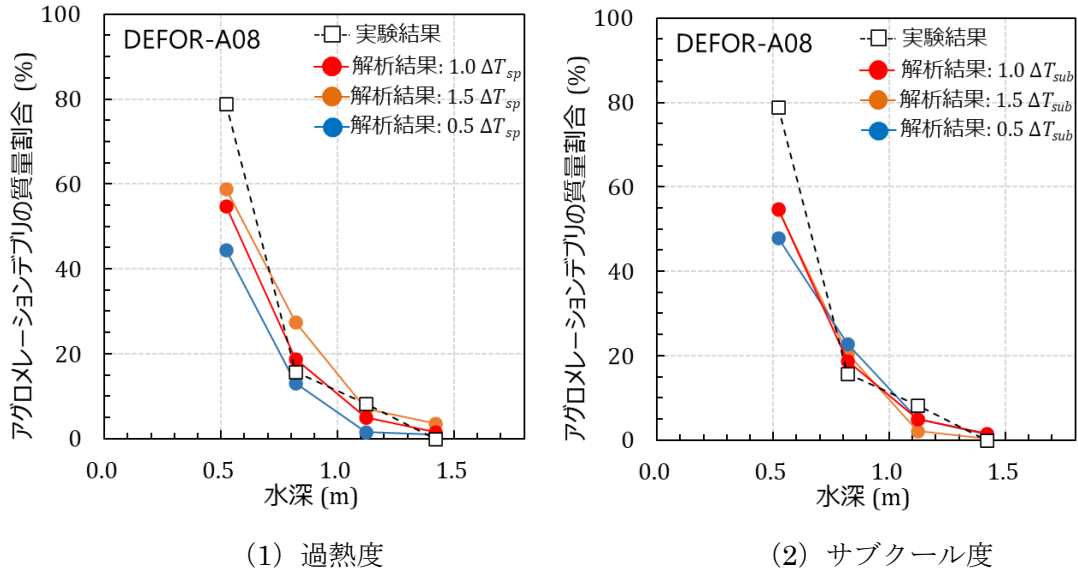 DEFOR-A08
実験結果
解析結果: 1.0 ΔTsp
解析結果: 1.5 ΔTsp
解析結果: 0.5 ΔTsp
アグロメレーションデブリの質量割合 (%)
100
80
60
40
20
0
0.0 0.5 1.0 1.5
水深 (m)
(1) 過熱度
DEFOR-A08
実験結果
解析結果: 1.0 ΔTsub
解析結果: 1.5 ΔTsub
解析結果: 0.5 ΔTsub
アグロメレーションデブリの質量割合 (%)
100
80
60
40
20
0
0.0 0.5 1.0 1.5
水深 (m)
(2) サブクール度